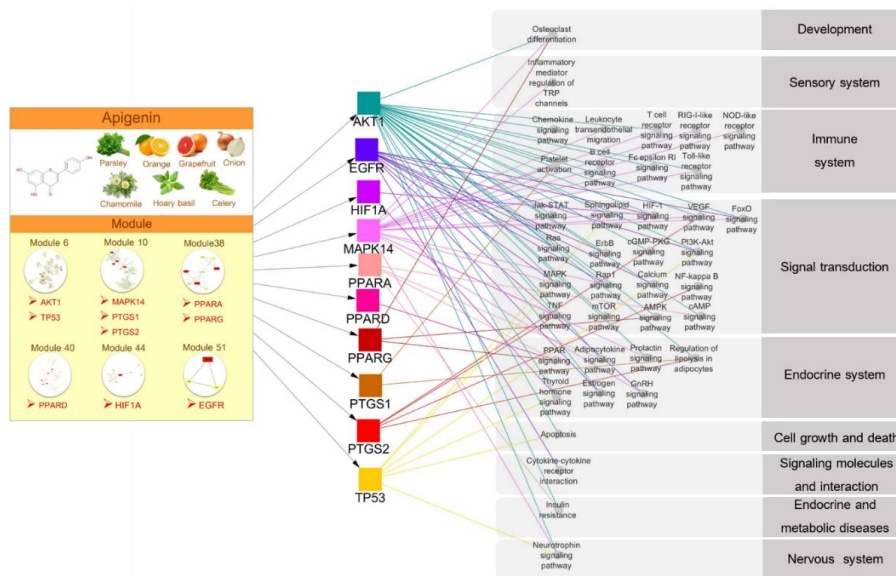 Apigenin
HO
OH
O
OH
O
Parsley
Orange
Grapefruit
Onion
Chamomile
Hoary basil
Celery
Module
Module 6
Module 10
Module38
AKT1
TP53
MAPK14
PTGS1
PTGS2
PPARA
PPARG
Module 40
Module 44
Module 51
PPARD
HIF1A
EGFR
AKT1
EGFR
HIF1A
MAPK14
PPARA
PPARD
PPARG
PTGS1
PTGS2
TP53
Osteoclast
differentiation
Development
Inflammatory
mediator
regulation of
TRP
channels
Sensory system
Chemokine
signaling
pathway
Leukocyte
transendothelial
migration
T cell
receptor
signaling
pathway
RIG-I-like
receptor
signaling
pathway
NOD-like
receptor
signaling
pathway
Platelet
activation
B cell
receptor
signaling
pathway
Fc epsilon RI
signaling
pathway
Toll-like
receptor
signaling
pathway
Immune
system
Jak-STAT
signaling
pathway
Sphingolipid
signaling
pathway
HIF-1
signaling
pathway
VEGF
signaling
pathway
FoxO
signaling
pathway
Ras
signaling
pathway
ErbB
signaling
pathway
cGMP-PKG
signaling
pathway
PI3K-Akt
signaling
pathway
MAPK
signaling
pathway
Rap1
signaling
pathway
Calcium
signaling
pathway
NF-kappa B
signaling
pathway
TNF
signaling
pathway
mTOR
signaling
pathway
AMPK
signaling
pathway
cAMP
signaling
pathway
Signal transduction
PPAR
signaling
pathway
Adipocytokine
signaling
pathway
Prolactin
signaling
pathway
Regulation of
lipolysis in
adipocytes
Thyroid
hormone
signaling
pathway
Estrogen
signaling
pathway
GnRH
signaling
pathway
Endocrine system
Apoptosis
Cell growth and death
Cytokine-cytokine
receptor
interaction
Signaling molecules
and interaction
Insulin
resistance
Endocrine and
metabolic diseases
Neurotrophin
signaling
pathway
Nervous system